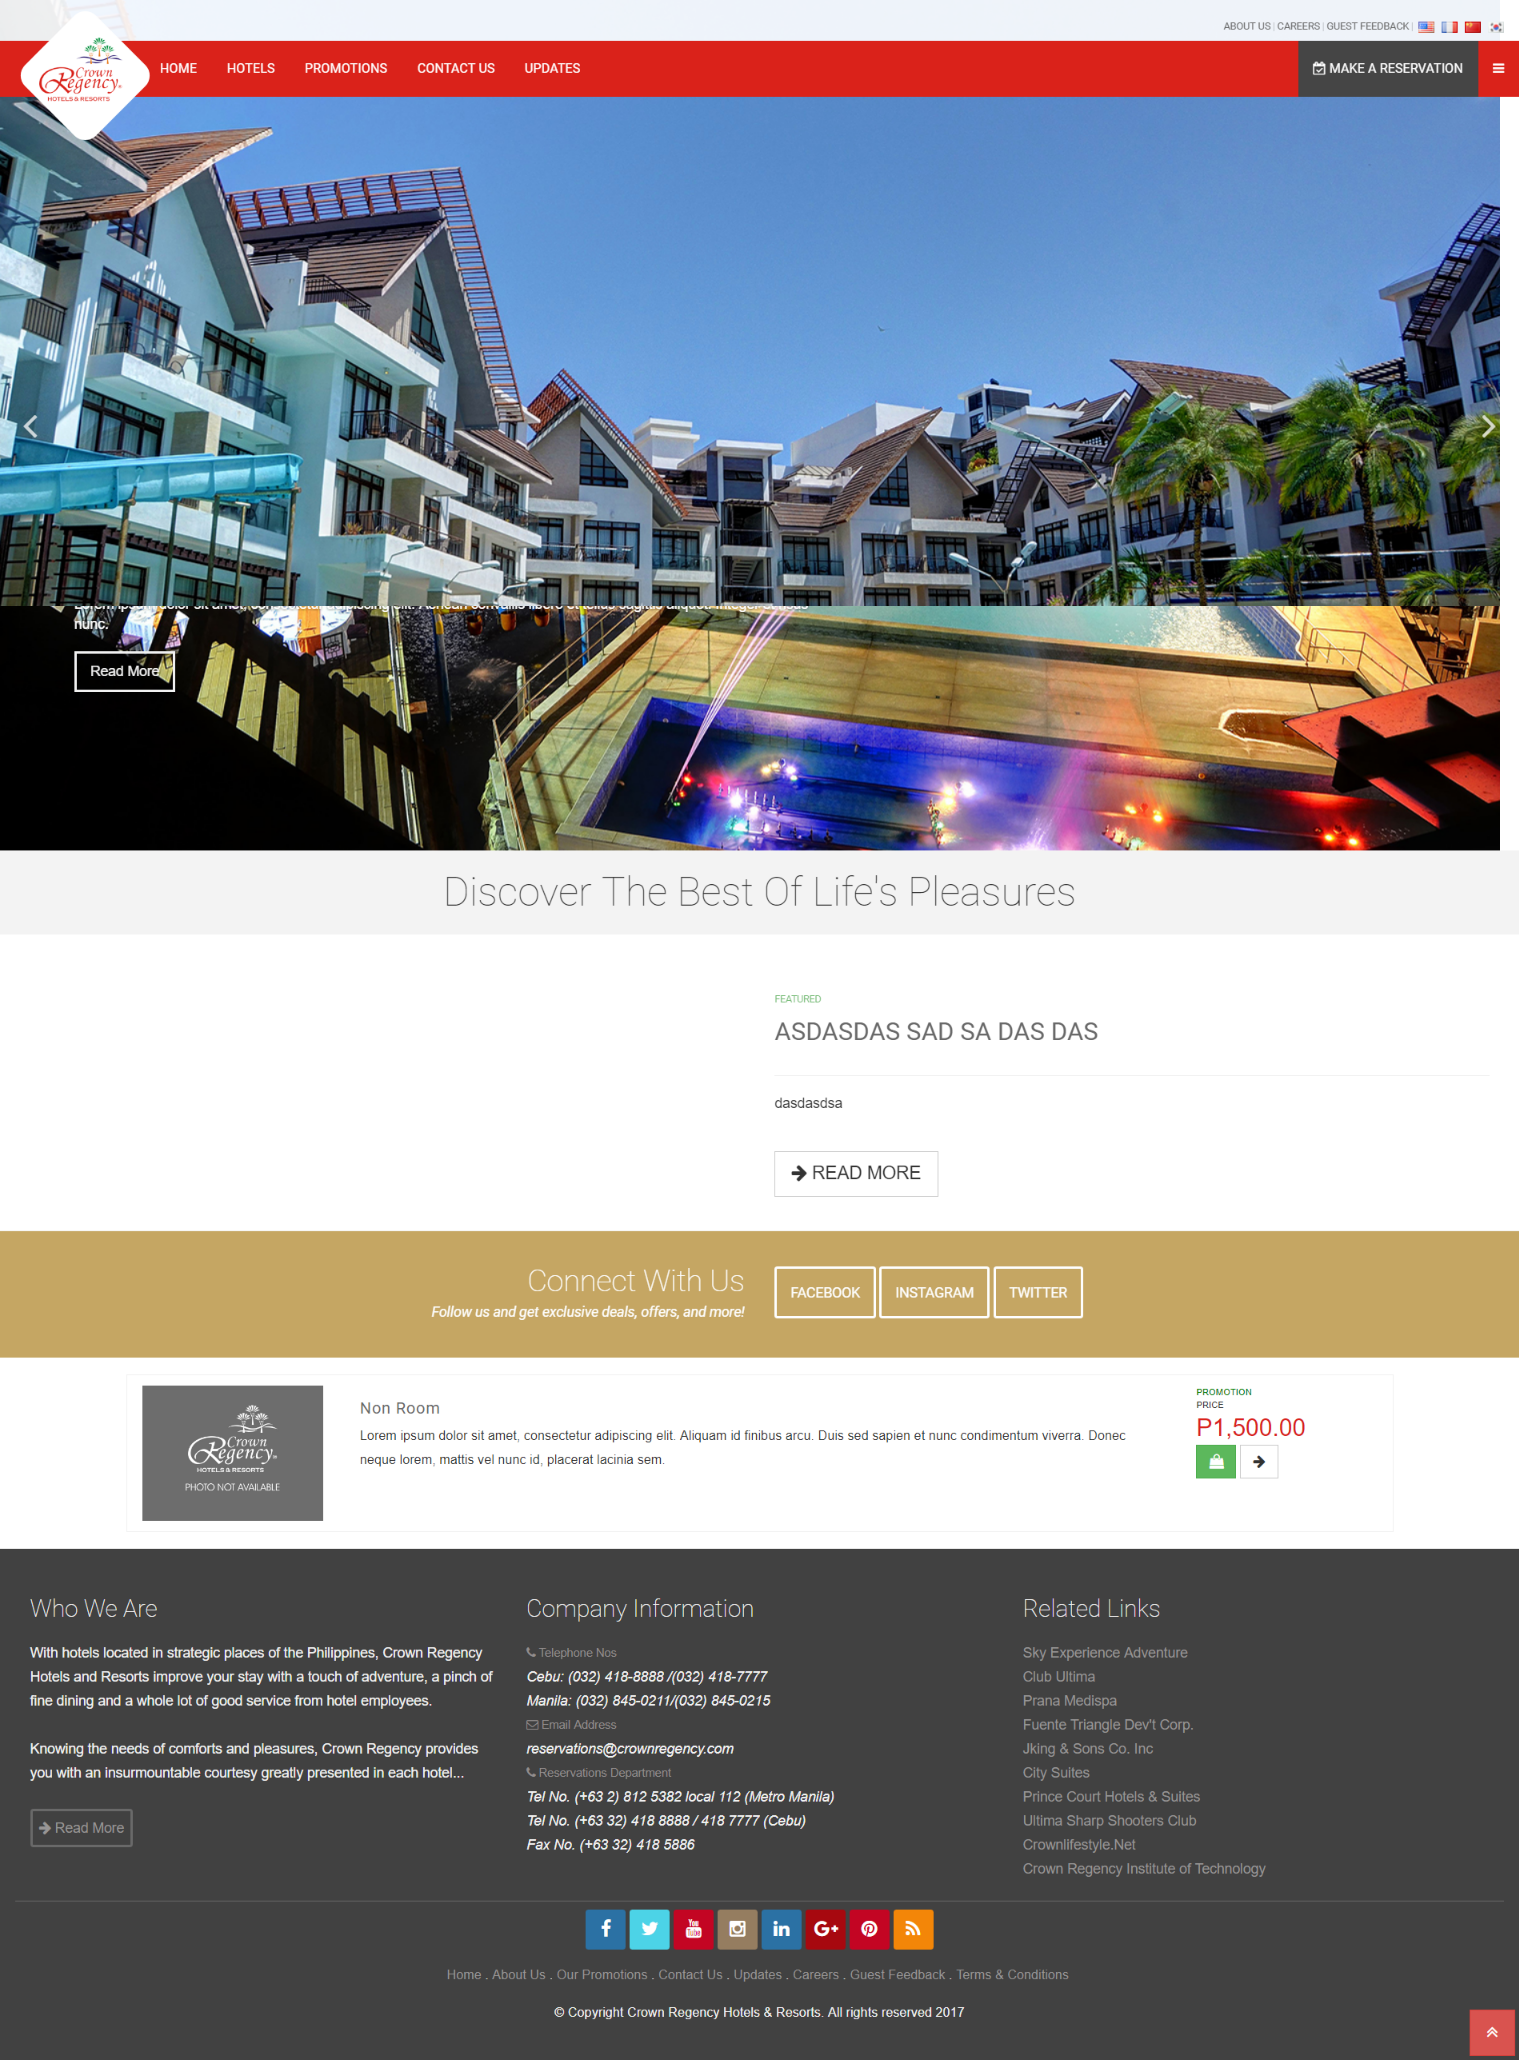 ABOUT US | CAREERS | GUEST FEEDBACK |
Crown
Regency
HOTELS & RESORTS
HOME HOTELS PROMOTIONS CONTACT US UPDATES MAKE A RESERVATION
nunc.
Read More
Discover The Best Of Life's Pleasures
FEATURED
ASDASDAS SAD SA DAS DAS
dasdasdsa
READ MORE
Connect With Us
Follow us and get exclusive deals, offers, and more!
FACEBOOK INSTAGRAM TWITTER
Crown
Regency
HOTELS & RESORTS
PHOTO NOT AVAILABLE
Non Room
Lorem ipsum dolor sit amet, consectetur adipiscing elit. Aliquam id finibus arcu. Duis sed sapien et nunc condimentum viverra. Donec
neque lorem, mattis vel nunc id, placerat lacinia sem.
PROMOTION
PRICE
P1,500.00
Who We Are
With hotels located in strategic places of the Philippines, Crown Regency
Hotels and Resorts improve your stay with a touch of adventure, a pinch of
fine dining and a whole lot of good service from hotel employees.
Knowing the needs of comforts and pleasures, Crown Regency provides
you with an insurmountable courtesy greatly presented in each hotel...
Read More
Company Information
Telephone Nos
Cebu: (032) 418-8888 /(032) 418-7777
Manila: (032) 845-0211/(032) 845-0215
Email Address
reservations@crownregency.com
Reservations Department
Tel No. (+63 2) 812 5382 local 112 (Metro Manila)
Tel No. (+63 32) 418 8888 / 418 7777 (Cebu)
Fax No. (+63 32) 418 5886
Related Links
Sky Experience Adventure
Club Ultima
Prana Medispa
Fuente Triangle Dev't Corp.
Jking & Sons Co. Inc
City Suites
Prince Court Hotels & Suites
Ultima Sharp Shooters Club
Crownlifestyle.Net
Crown Regency Institute of Technology
You Tube in G+
Home . About Us . Our Promotions . Contact Us . Updates . Careers . Guest Feedback . Terms & Conditions
© Copyright Crown Regency Hotels & Resorts. All rights reserved 2017